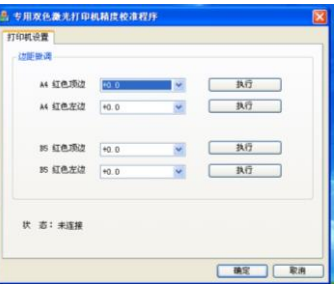 专用双色激光打印机精度校准程序
打印机设置
边距微调
A4 红色顶边 +0.0 执行
A4 红色左边 +0.0 执行
B5 红色顶边 +0.0 执行
B5 红色左边 +0.0 执行
状 态：未连接
确定 取消